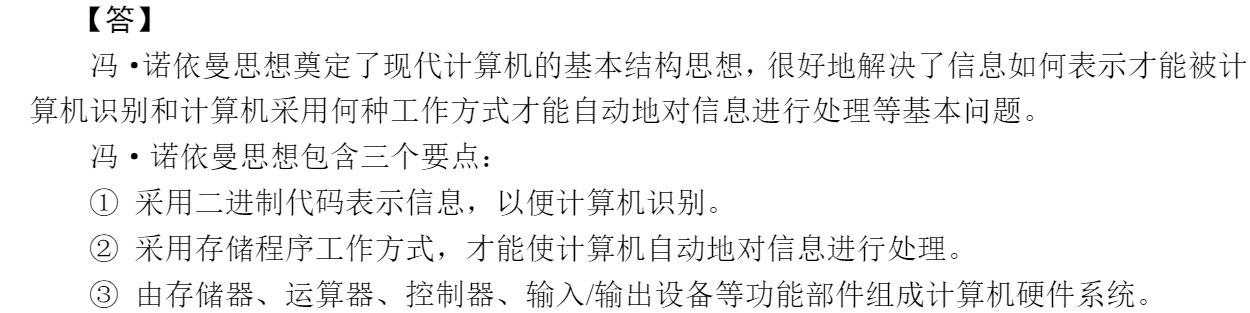 【答】
冯·诺依曼思想奠定了现代计算机的基本结构思想，很好地解决了信息如何表示才能被计
算机识别和计算机采用何种工作方式才能自动地对信息进行处理等基本问题。
冯·诺依曼思想包含三个要点：
① 采用二进制代码表示信息，以便计算机识别。
② 采用存储程序工作方式，才能使计算机自动地对信息进行处理。
③ 由存储器、运算器、控制器、输入/输出设备等功能部件组成计算机硬件系统。